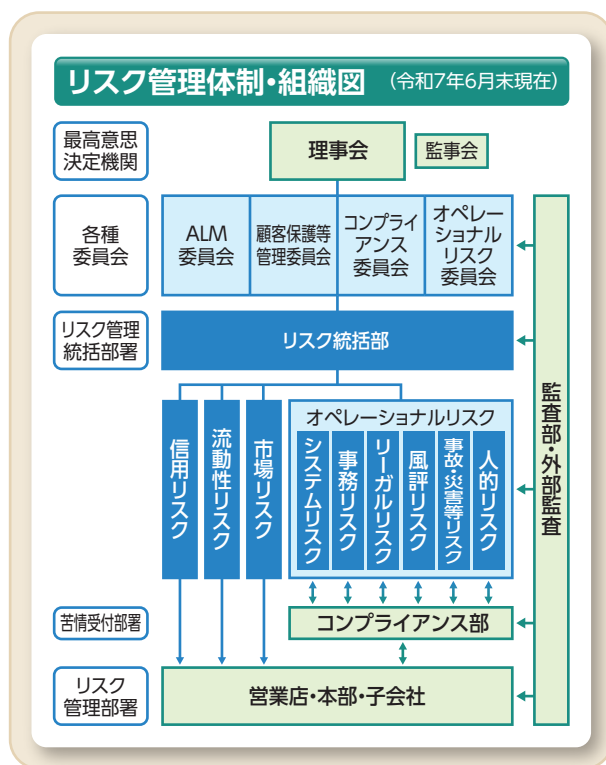 リスク管理体制・組織図 (令和7年6月末現在)
最高意思
決定機関
理事会
監事会
各種
委員会
ALM
委員会
顧客保護等
管理委員会
コンプライ
アンス
委員会
オペレー
ショナル
リスク
委員会
リスク管理
統括部署
リスク統括部
信用リスク
流動性リスク
市場リスク
オペレーショナルリスク
システムリスク
事務リスク
リーガルリスク
風評リスク
事故・災害等リスク
人的リスク
監査部・外部監査
苦情受付部署
コンプライアンス部
リスク
管理部署
営業店・本部・子会社